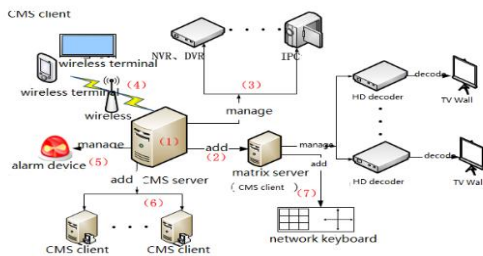 CMS client
wireless terminal
wireless terminal
wireless
(4)
NVR、DVR
IPC
(3)
manage
(1)
manage
(5)
alarm device
add
(2)
CMS server
matrix server
(CMS client)
manage
add
(7)
network keyboard
add
(6)
CMS client
CMS client
HD decoder
decode
TV Wall
HD decoder
decode
TV Wall